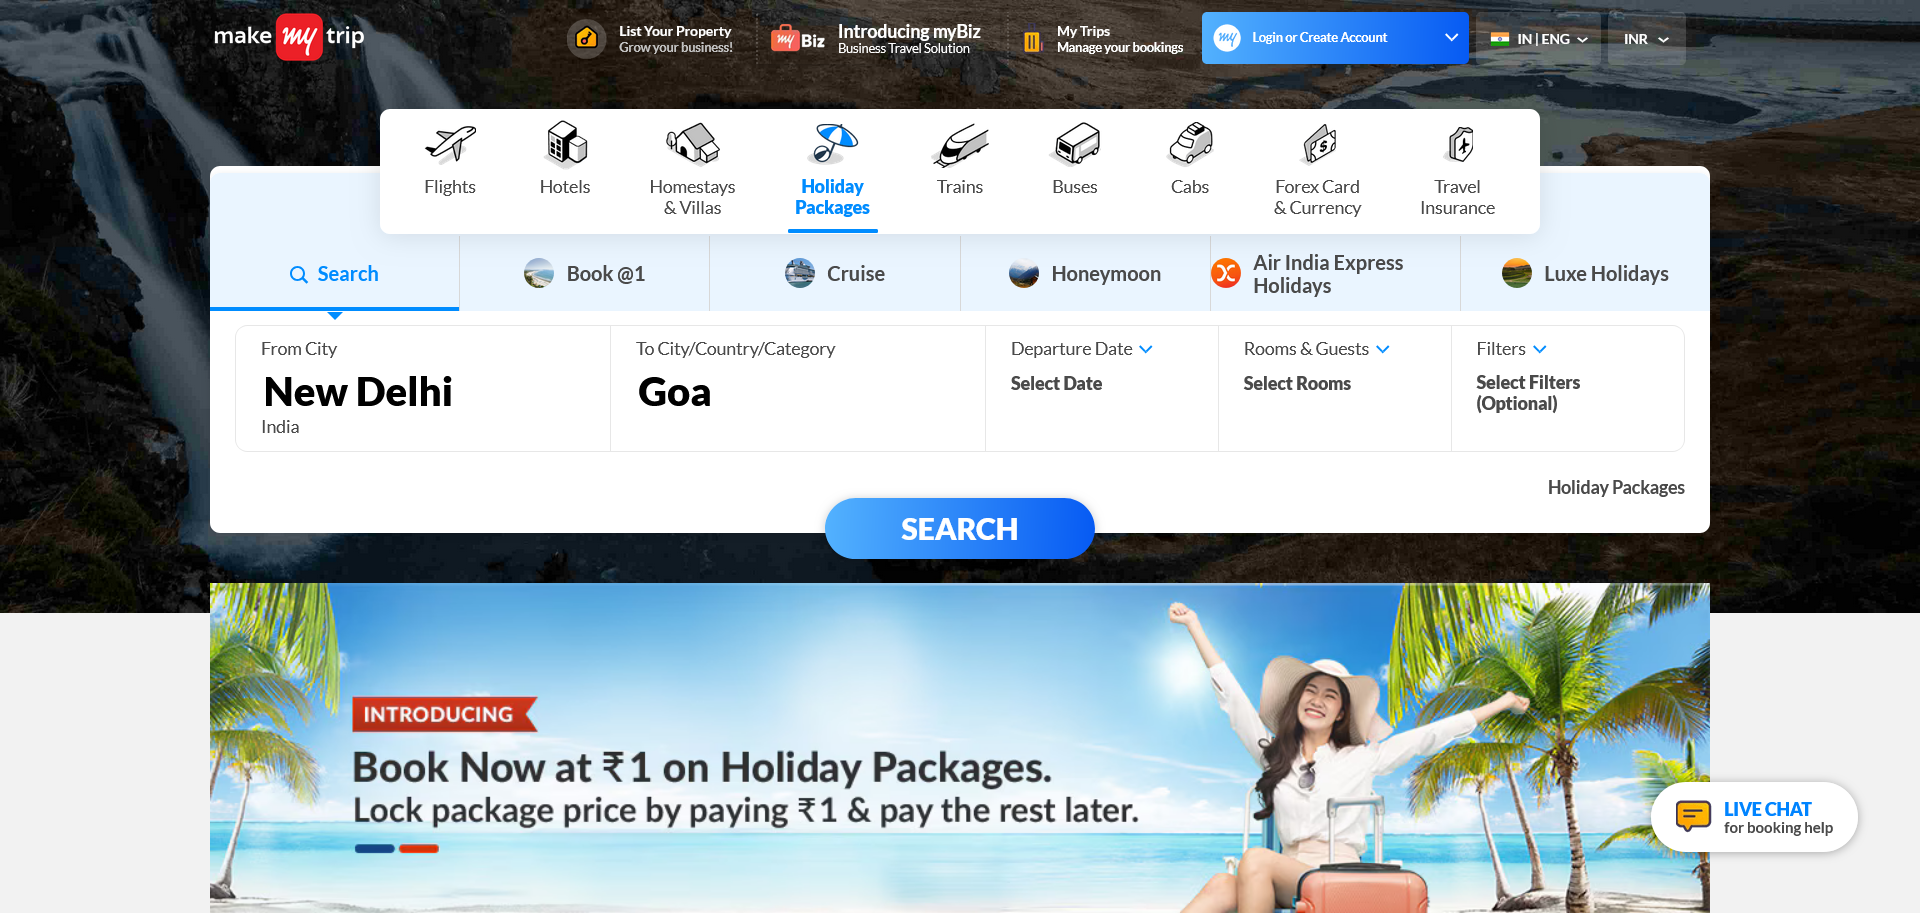 make my trip
List Your Property
Grow your business!
my Biz
Introducing myBiz
Business Travel Solution
My Trips
Manage your bookings
my
Login or Create Account
IN | ENG
INR
Flights
Hotels
Homestays
& Villas
Holiday
Packages
Trains
Buses
Cabs
Forex Card
& Currency
Travel
Insurance
Search
Book @1
Cruise
Honeymoon
Air India Express
Holidays
Luxe Holidays
From City
New Delhi
India
To City/Country/Category
Goa
Departure Date
Select Date
Rooms & Guests
Select Rooms
Filters
Select Filters
(Optional)
Holiday Packages
SEARCH
INTRODUCING
Book Now at ₹1 on Holiday Packages.
Lock package price by paying ₹1 & pay the rest later.
LIVE CHAT
for booking help